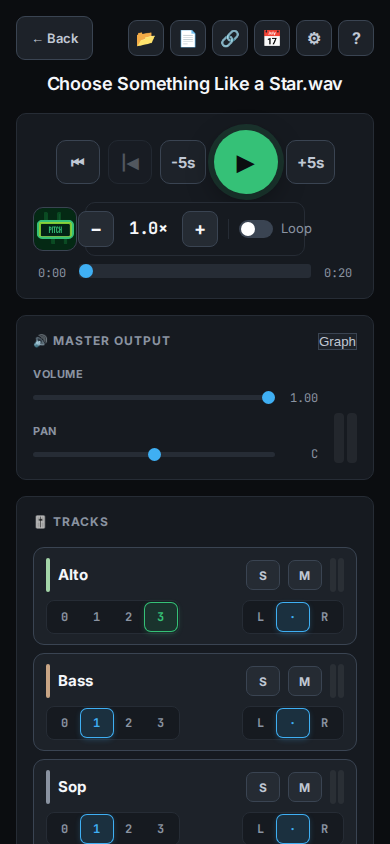 ← Back
?
Choose Something Like a Star.wav
-5s
+5s
PITCH
− 1.0× + Loop
0:00 0:20
MASTER OUTPUT Graph
VOLUME
1.00
PAN
C
TRACKS
Alto S M
0 1 2 3 L · R
Bass S M
0 1 2 3 L · R
Sop S M
0 1 2 3 L · R